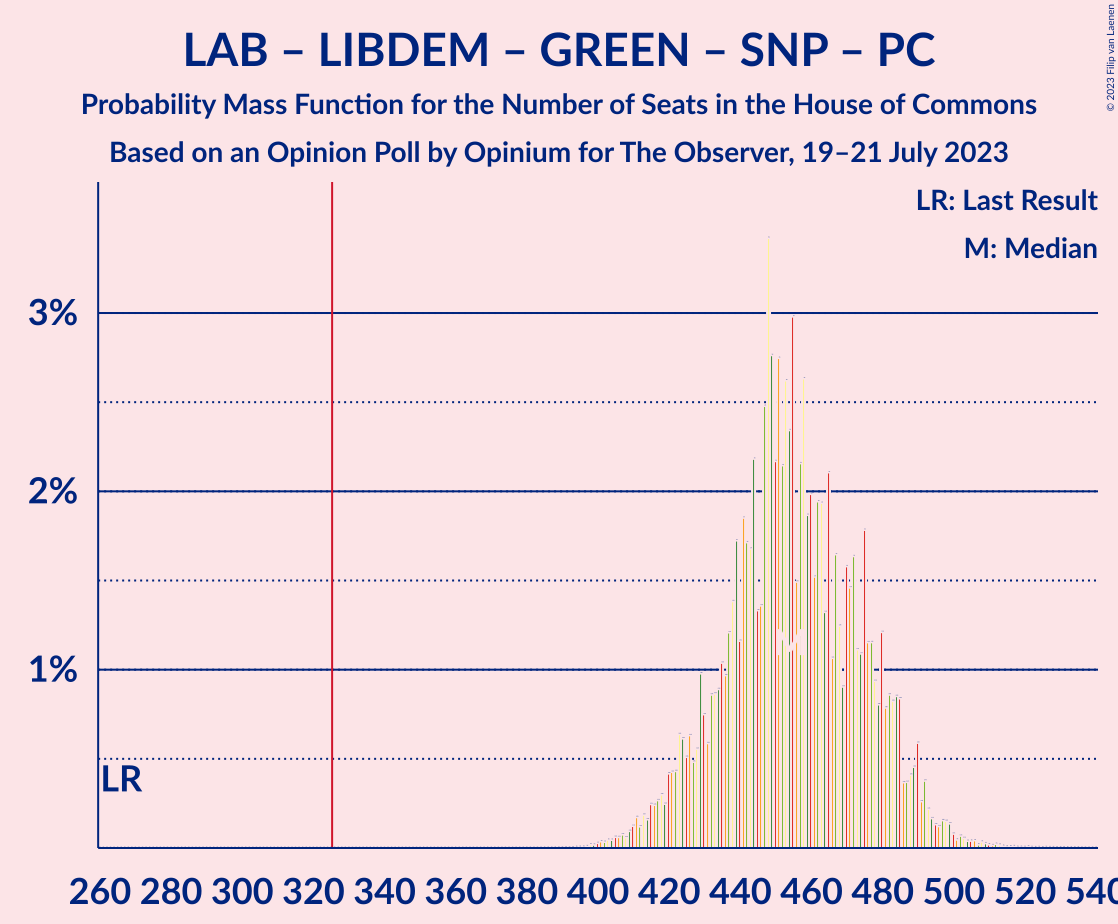 LAB – LIBDEM – GREEN – SNP – PC
Probability Mass Function for the Number of Seats in the House of Commons
Based on an Opinion Poll by Opinium for The Observer, 19–21 July 2023
© 2023 Filip van Laenen
LR: Last Result
M: Median
3%
2%
1%
LR
260 280 300 320 340 360 380 400 420 440 460 480 500 520 540